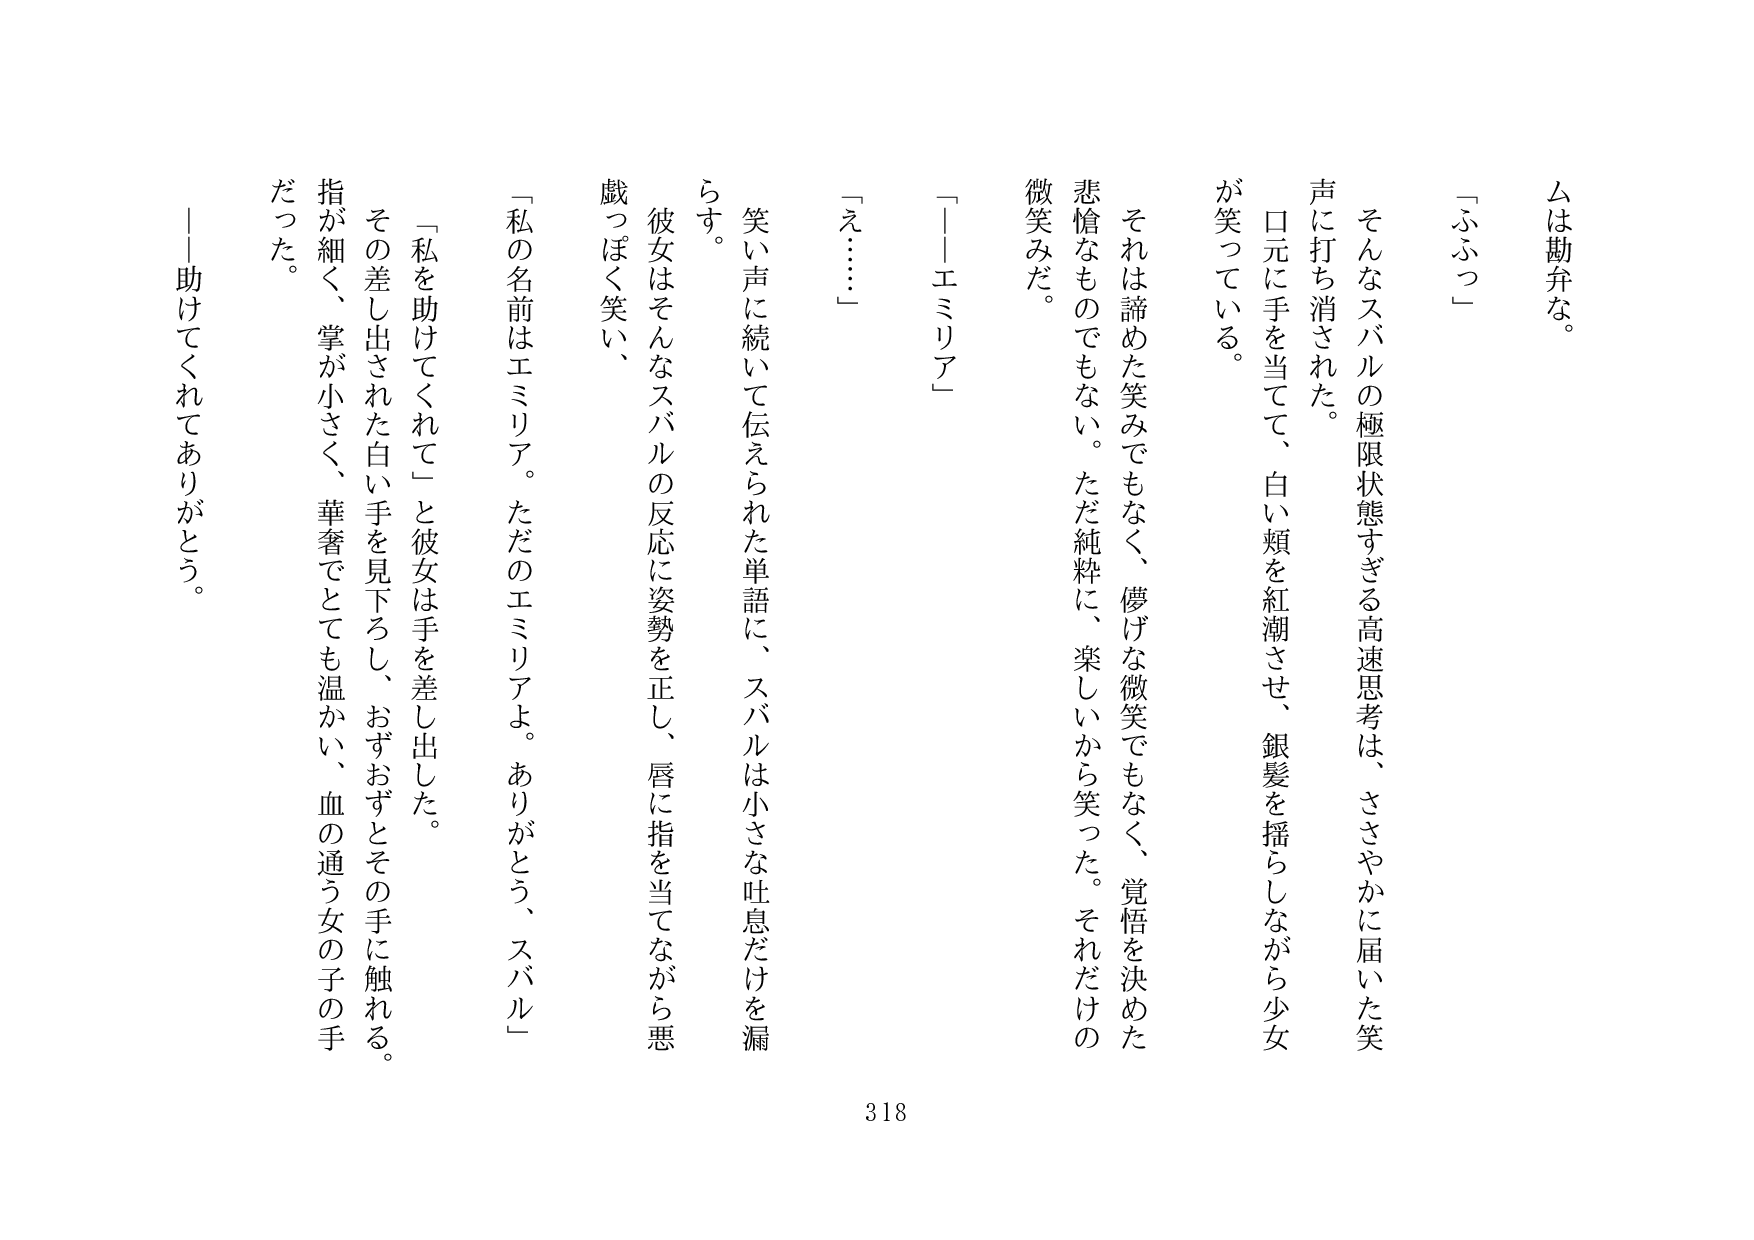 ムは勘弁な。
「ふふっ」
そんなスバルの極限状態すぎる高速思考は、ささやかに届いた笑
声に打ち消された。
口元に手を当てて、白い頬を紅潮させ、銀髪を揺らしながら少女
が笑っている。
それは諦めた笑みでもなく、儚げな微笑でもなく、覚悟を決めた
悲愴なものでもない。ただ純粋に、楽しいから笑った。それだけの
微笑みだ。
「――エミリア」
「え……」
笑い声に続いて伝えられた単語に、スバルは小さな吐息だけを漏
らす。
彼女はそんなスバルの反応に姿勢を正し、唇に指を当てながら悪
戯っぽく笑い、
「私の名前はエミリア。ただのエミリアよ。ありがとう、スバル」
「私を助けてくれて」と彼女は手を差し出した。
その差し出された白い手を見下ろし、おずおずとその手に触れる。
指が細く、掌が小さく、華奢でとても温かい、血の通う女の子の手
だった。
――助けてくれてありがとう。
318